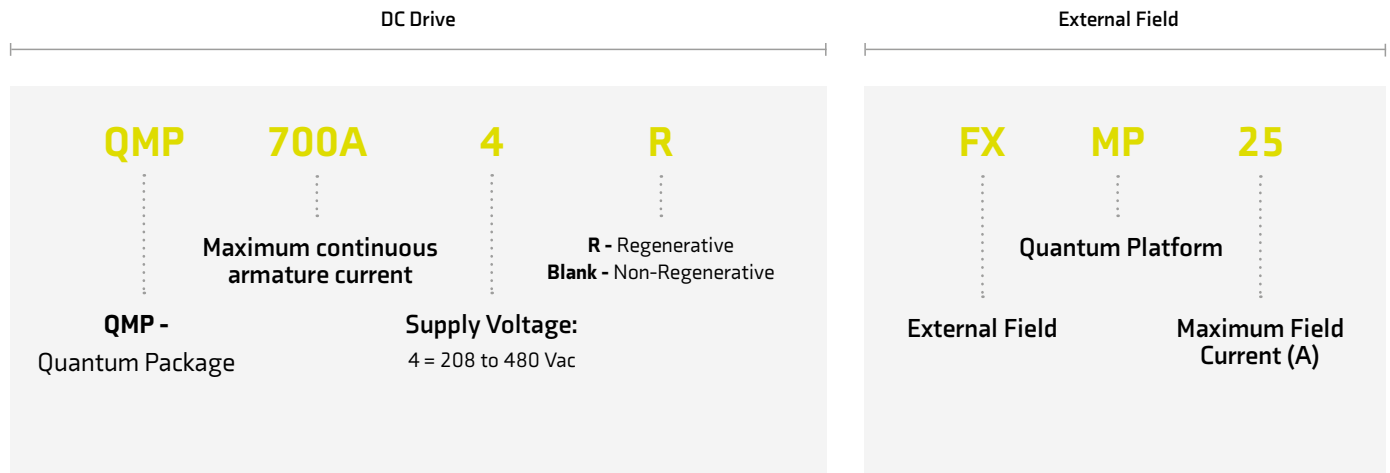 DC Drive
External Field
QMP 700A 4 R
FX MP 25
Maximum continuous
armature current
R - Regenerative
Blank - Non-Regenerative
QMP -
Quantum Package
Supply Voltage:
4 = 208 to 480 Vac
Quantum Platform
External Field
Maximum Field
Current (A)